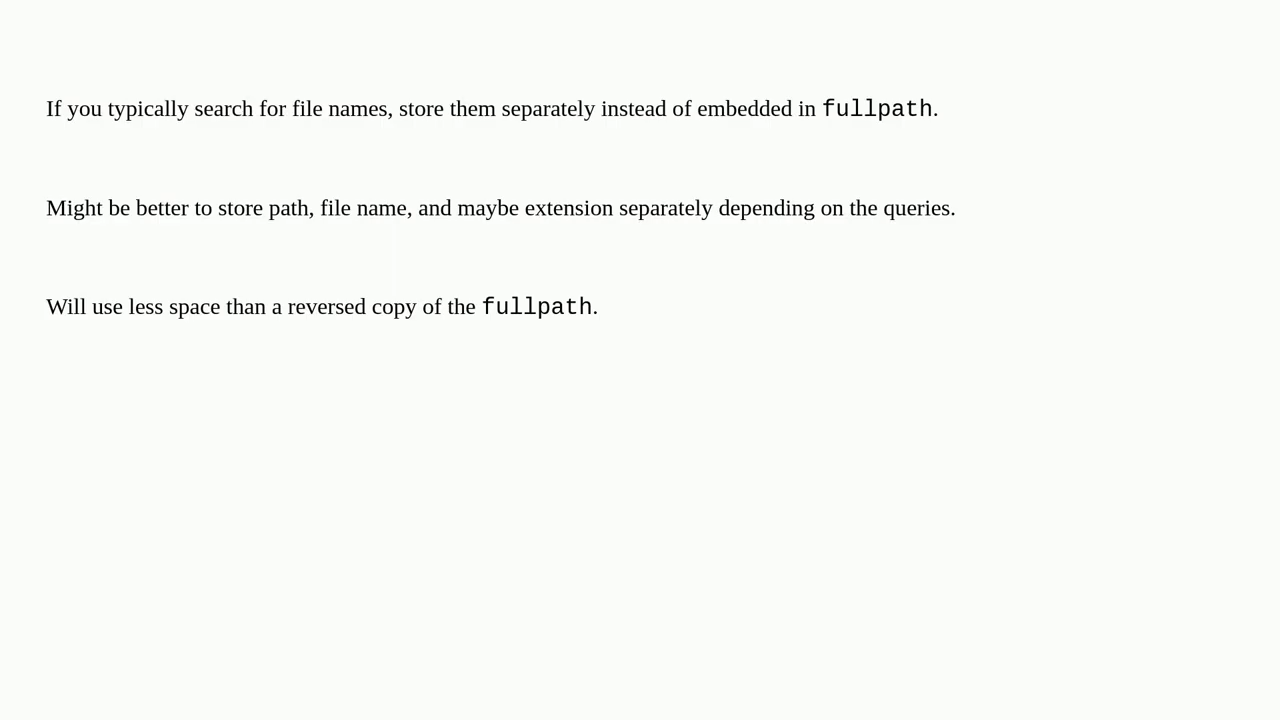 If you typically search for file names, store them separately instead of embedded in fullpath.
Might be better to store path, file name, and maybe extension separately depending on the queries.
Will use less space than a reversed copy of the fullpath.